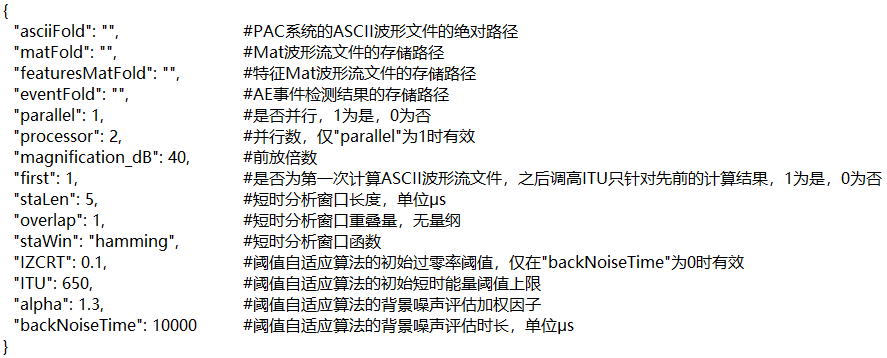 {
"asciiFold": "", #PAC系统的ASCII波形文件的绝对路径
"matFold": "", #Mat波形流文件的存储路径
"featuresMatFold": "", #特征Mat波形流文件的存储路径
"eventFold": "", #AE事件检测结果的存储路径
"parallel": 1, #是否并行，1为是，0为否
"processor": 2, #并行数，仅"parallel"为1时有效
"magnification_dB": 40, #前放倍数
"first": 1, #是否为第一次计算ASCII波形流文件，之后调高ITU只针对先前的计算结果，1为是，0为否
"staLen": 5, #短时分析窗口长度，单位μs
"overlap": 1, #短时分析窗口重叠量，无量纲
"staWin": "hamming", #短时分析窗口函数
"IZCRT": 0.1, #阈值自适应算法的初始过零率阈值，仅在"backNoiseTime"为0时有效
"ITU": 650, #阈值自适应算法的初始短时能量阈值上限
"alpha": 1.3, #阈值自适应算法的背景噪声评估加权因子
"backNoiseTime": 10000 #阈值自适应算法的背景噪声评估时长，单位μs
}